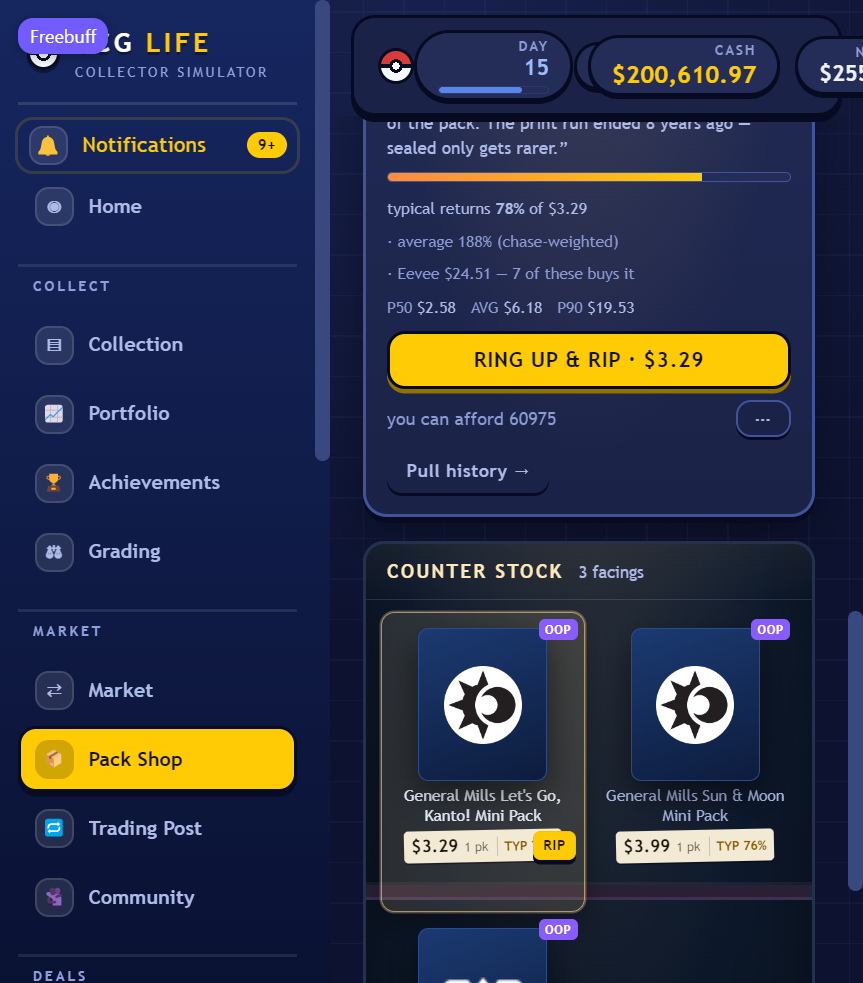 Freebuff
CG LIFE
COLLECTOR SIMULATOR
Notifications 9+
Home
COLLECT
Collection
Portfolio
Achievements
Grading
MARKET
Market
Pack Shop
Trading Post
Community
DEALS
DAY
15
CASH
$200,610.97
N
$255
of the pack. The print run ended 8 years ago —
sealed only gets rarer.”
typical returns 78% of $3.29
· average 188% (chase-weighted)
· Eevee $24.51 — 7 of these buys it
P50 $2.58 AVG $6.18 P90 $19.53
RING UP & RIP · $3.29
you can afford 60975
---
Pull history →
COUNTER STOCK 3 facings
OOP
General Mills Let's Go,
Kanto! Mini Pack
$3.29 1 pk TYP
RIP
OOP
General Mills Sun & Moon
Mini Pack
$3.99 1 pk TYP 76%
OOP